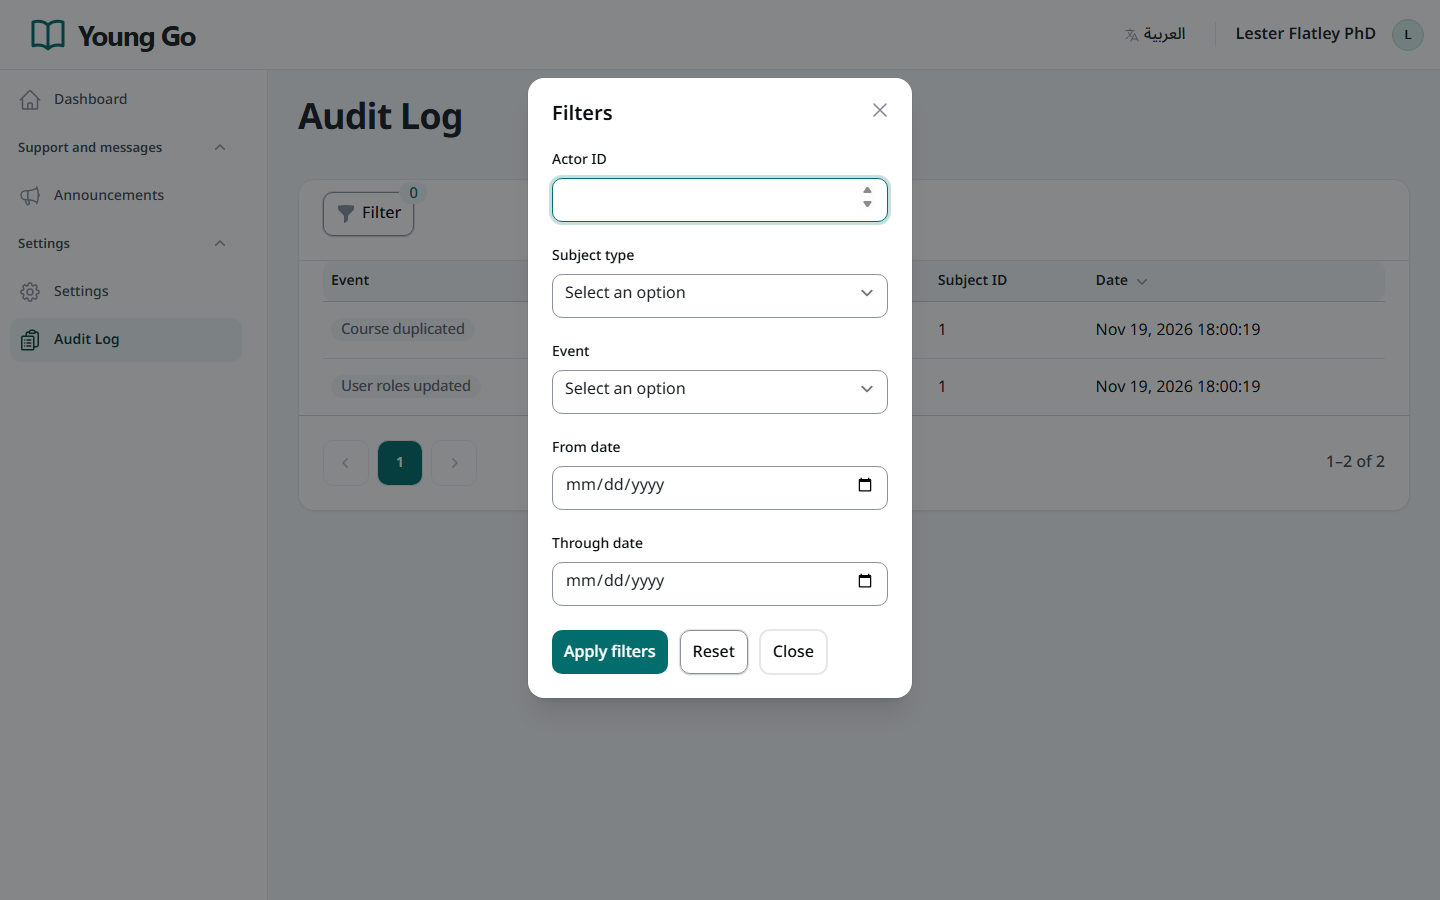 Young Go
العربية
Lester Flatley PhD
L
Dashboard
Support and messages
Announcements
Settings
Settings
Audit Log
Audit Log
Filter
0
Event
Subject ID
Date
Course duplicated
1
Nov 19, 2026 18:00:19
User roles updated
1
Nov 19, 2026 18:00:19
1
1–2 of 2
Filters
Actor ID
Subject type
Select an option
Event
Select an option
From date
mm/dd/yyyy
Through date
mm/dd/yyyy
Apply filters
Reset
Close